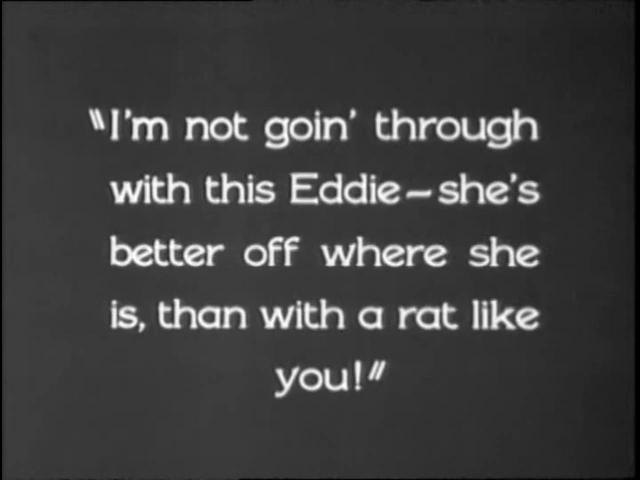 "I'm not goin' through
with this Eddie—she's
better off where she
is, than with a rat like
you!"